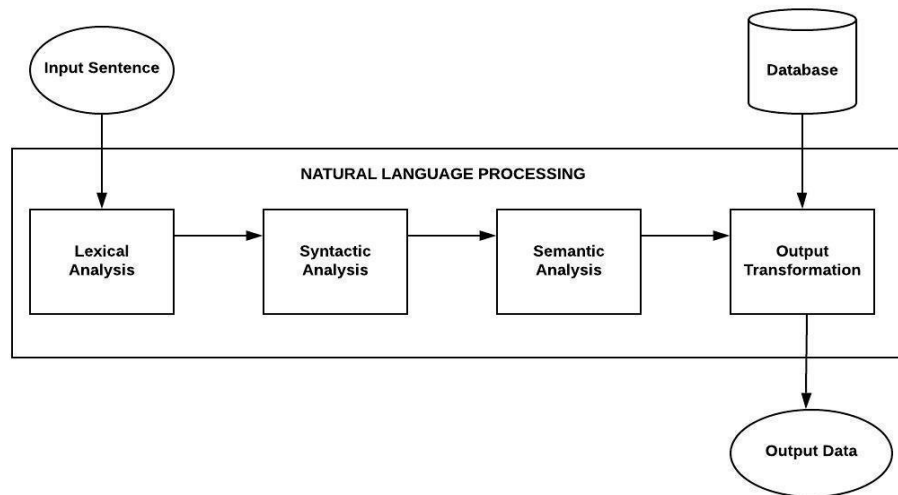 Input Sentence
Database
NATURAL LANGUAGE PROCESSING
Lexical
Analysis
Syntactic
Analysis
Semantic
Analysis
Output
Transformation
Output Data